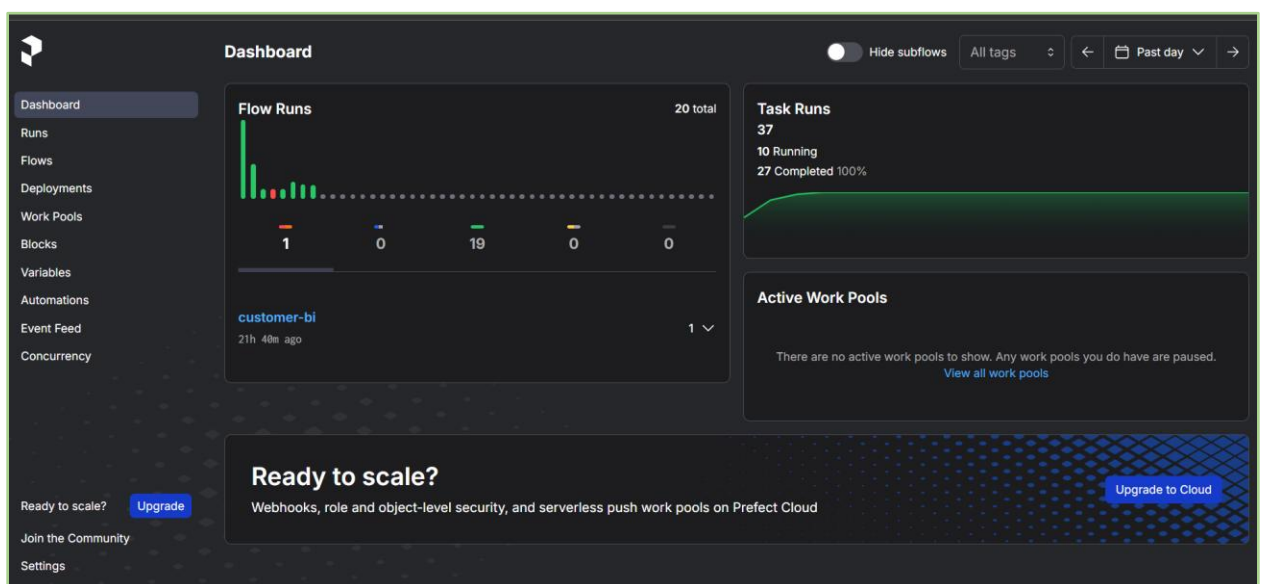 Dashboard
Hide subflows
All tags
Past day
Dashboard
Runs
Flows
Deployments
Work Pools
Blocks
Variables
Automations
Event Feed
Concurrency
Ready to scale? Upgrade
Join the Community
Settings
Flow Runs
20 total
1 0 19 0 0
customer-bi
21h 40m ago
1
Task Runs
37
10 Running
27 Completed 100%
Active Work Pools
There are no active work pools to show. Any work pools you do have are paused.
View all work pools
Ready to scale?
Webhooks, role and object-level security, and serverless push work pools on Prefect Cloud
Upgrade to Cloud